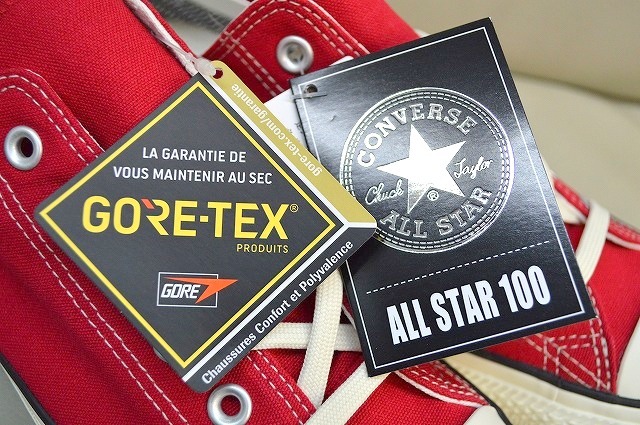 gore-tex.com/garantie
LA GARANTIE DE
VOUS MAINTENIR AU SEC
GORE-TEX®
PRODUITS
GORE
Chaussures Confort et Polyvalence
CONVERSE
Chuck Taylor
®
ALL STAR
ALL STAR 100